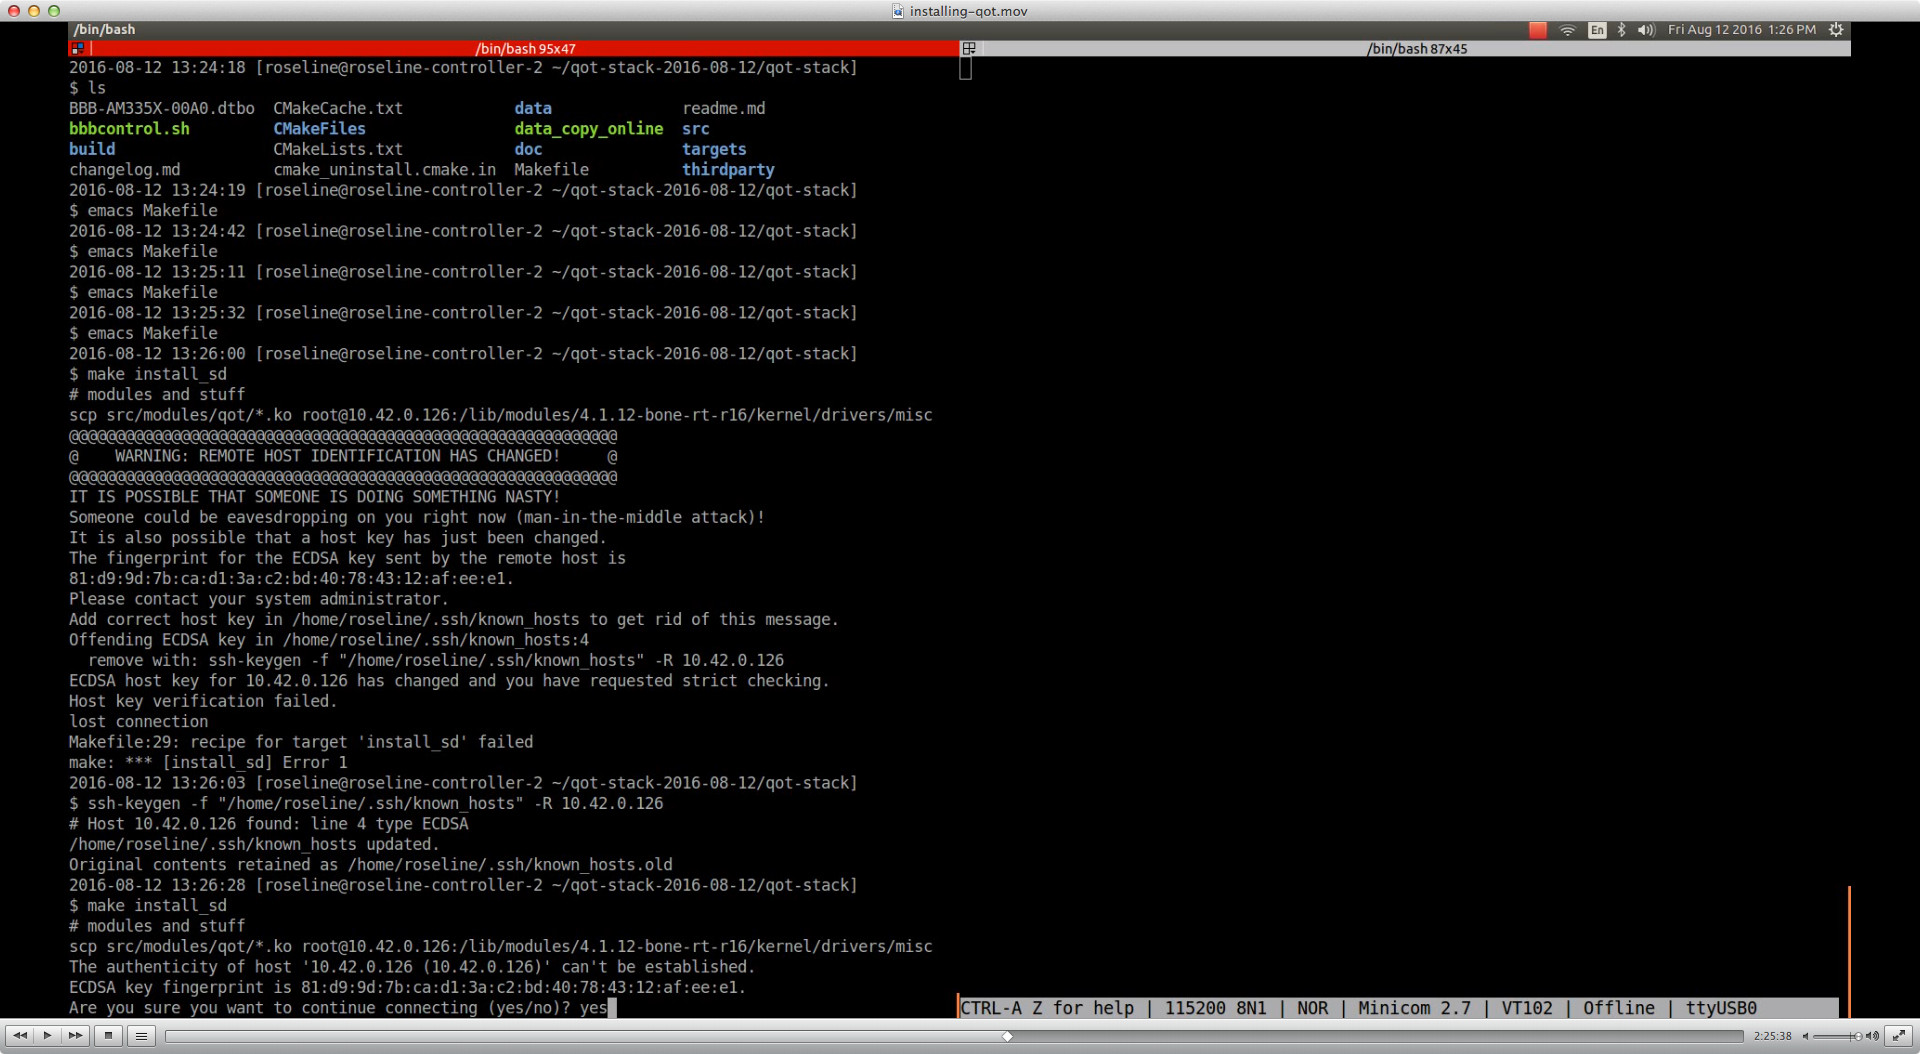 installing-qot.mov
/bin/bash
En
Fri Aug 12 2016 1:26 PM
/bin/bash 95x47
/bin/bash 87x45
2016-08-12 13:24:18 [roseline@roseline-controller-2 ~/qot-stack-2016-08-12/qot-stack]
$ ls
BBB-AM335X-00A0.dtbo CMakeCache.txt data readme.md
bbbcontrol.sh CMakeFiles data_copy_online src
build CMakeLists.txt doc targets
changelog.md cmake_uninstall.cmake.in Makefile thirdparty
2016-08-12 13:24:19 [roseline@roseline-controller-2 ~/qot-stack-2016-08-12/qot-stack]
$ emacs Makefile
2016-08-12 13:24:42 [roseline@roseline-controller-2 ~/qot-stack-2016-08-12/qot-stack]
$ emacs Makefile
2016-08-12 13:25:11 [roseline@roseline-controller-2 ~/qot-stack-2016-08-12/qot-stack]
$ emacs Makefile
2016-08-12 13:25:32 [roseline@roseline-controller-2 ~/qot-stack-2016-08-12/qot-stack]
$ emacs Makefile
2016-08-12 13:26:00 [roseline@roseline-controller-2 ~/qot-stack-2016-08-12/qot-stack]
$ make install_sd
# modules and stuff
scp src/modules/qot/*.ko root@10.42.0.126:/lib/modules/4.1.12-bone-rt-r16/kernel/drivers/misc
@@@@@@@@@@@@@@@@@@@@@@@@@@@@@@@@@@@@@@@@@@@@@@@@@@@@@@@@@@@
@ WARNING: REMOTE HOST IDENTIFICATION HAS CHANGED! @
@@@@@@@@@@@@@@@@@@@@@@@@@@@@@@@@@@@@@@@@@@@@@@@@@@@@@@@@@@@
IT IS POSSIBLE THAT SOMEONE IS DOING SOMETHING NASTY!
Someone could be eavesdropping on you right now (man-in-the-middle attack)!
It is also possible that a host key has just been changed.
The fingerprint for the ECDSA key sent by the remote host is
81:d9:9d:7b:ca:d1:3a:c2:bd:40:78:43:12:af:ee:e1.
Please contact your system administrator.
Add correct host key in /home/roseline/.ssh/known_hosts to get rid of this message.
Offending ECDSA key in /home/roseline/.ssh/known_hosts:4
remove with: ssh-keygen -f "/home/roseline/.ssh/known_hosts" -R 10.42.0.126
ECDSA host key for 10.42.0.126 has changed and you have requested strict checking.
Host key verification failed.
lost connection
Makefile:29: recipe for target 'install_sd' failed
make: *** [install_sd] Error 1
2016-08-12 13:26:03 [roseline@roseline-controller-2 ~/qot-stack-2016-08-12/qot-stack]
$ ssh-keygen -f "/home/roseline/.ssh/known_hosts" -R 10.42.0.126
# Host 10.42.0.126 found: line 4 type ECDSA
/home/roseline/.ssh/known_hosts updated.
Original contents retained as /home/roseline/.ssh/known_hosts.old
2016-08-12 13:26:28 [roseline@roseline-controller-2 ~/qot-stack-2016-08-12/qot-stack]
$ make install_sd
# modules and stuff
scp src/modules/qot/*.ko root@10.42.0.126:/lib/modules/4.1.12-bone-rt-r16/kernel/drivers/misc
The authenticity of host '10.42.0.126 (10.42.0.126)' can't be established.
ECDSA key fingerprint is 81:d9:9d:7b:ca:d1:3a:c2:bd:40:78:43:12:af:ee:e1.
Are you sure you want to continue connecting (yes/no)? yes
CTRL-A Z for help | 115200 8N1 | NOR | Minicom 2.7 | VT102 | Offline | ttyUSB0
2:25:38